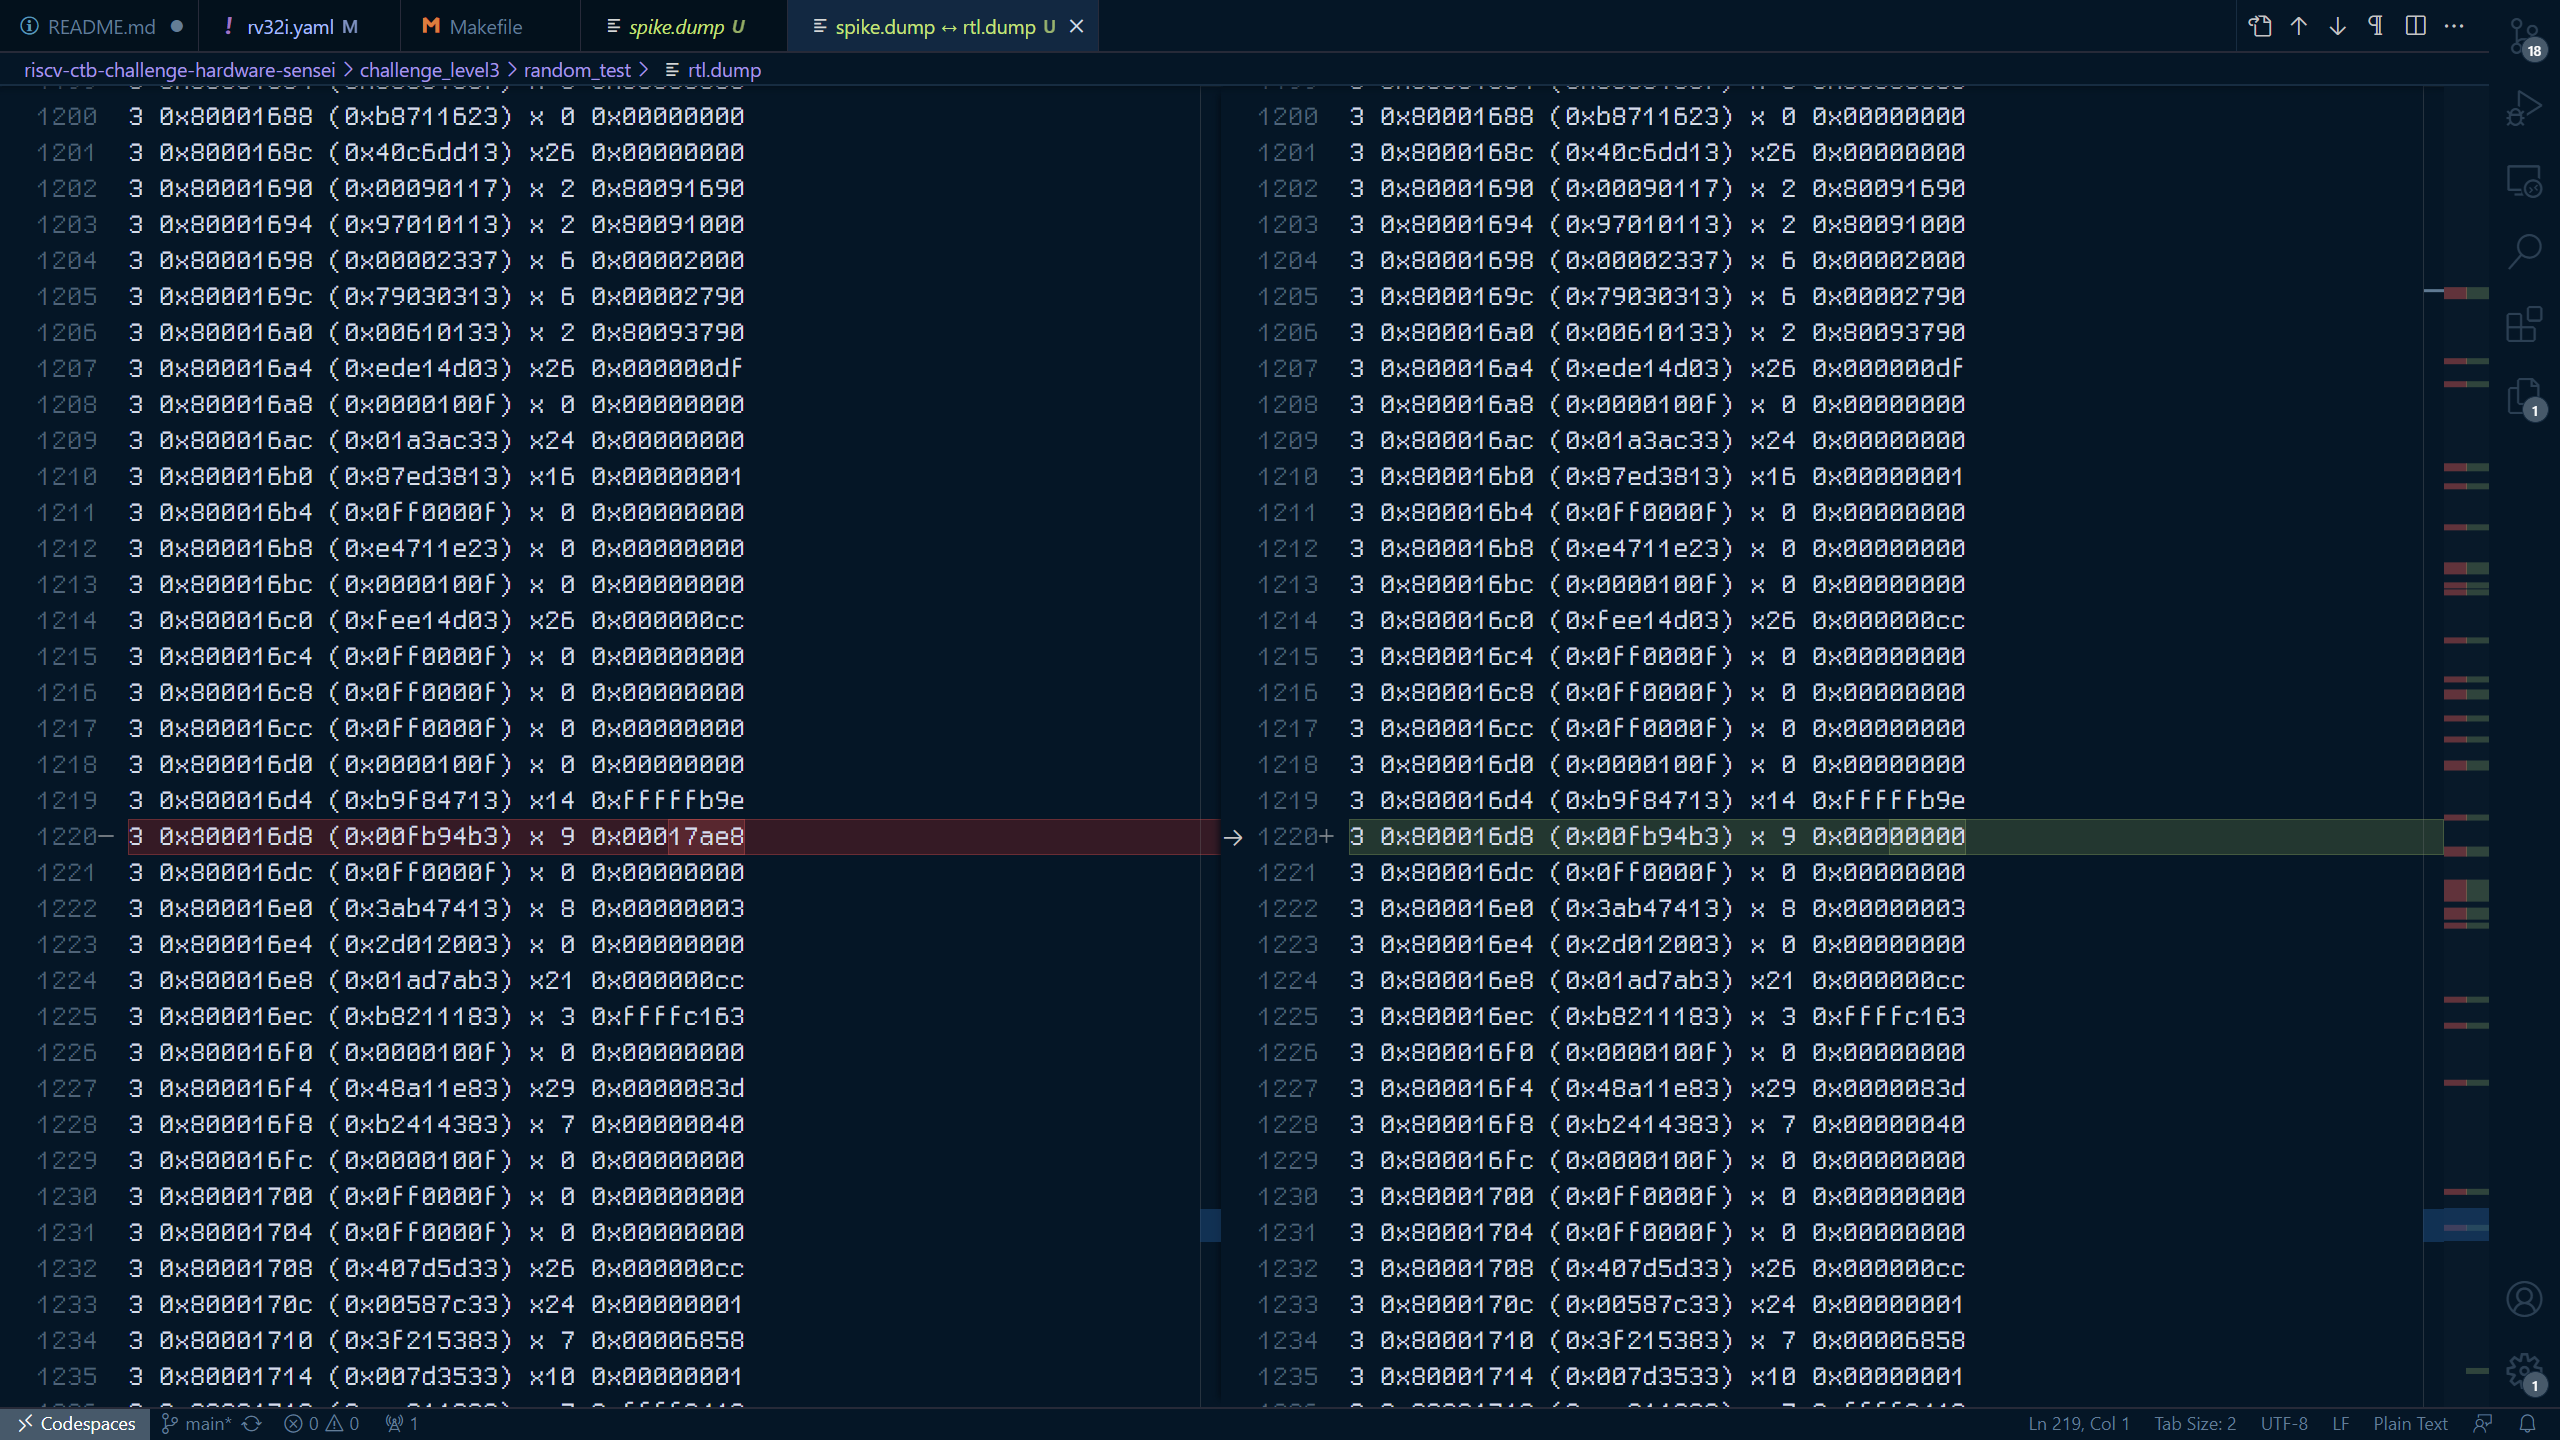 README.md
! rv32i.yaml M
M Makefile
spike.dump U
spike.dump ↔ rtl.dump U
riscv-ctb-challenge-hardware-sensei > challenge_level3 > random_test > rtl.dump
1200 3 0x80001688 (0xb8711623) x 0 0x00000000
1201 3 0x8000168c (0x40c6dd13) x26 0x00000000
1202 3 0x80001690 (0x00090117) x 2 0x80091690
1203 3 0x80001694 (0x97010113) x 2 0x80091000
1204 3 0x80001698 (0x00002337) x 6 0x00002000
1205 3 0x8000169c (0x79030313) x 6 0x00002790
1206 3 0x800016a0 (0x00610133) x 2 0x80093790
1207 3 0x800016a4 (0xede14d03) x26 0x000000df
1208 3 0x800016a8 (0x0000100f) x 0 0x00000000
1209 3 0x800016ac (0x01a3ac33) x24 0x00000000
1210 3 0x800016b0 (0x87ed3813) x16 0x00000001
1211 3 0x800016b4 (0x0ff0000f) x 0 0x00000000
1212 3 0x800016b8 (0xe4711e23) x 0 0x00000000
1213 3 0x800016bc (0x0000100f) x 0 0x00000000
1214 3 0x800016c0 (0xfee14d03) x26 0x000000cc
1215 3 0x800016c4 (0x0ff0000f) x 0 0x00000000
1216 3 0x800016c8 (0x0ff0000f) x 0 0x00000000
1217 3 0x800016cc (0x0ff0000f) x 0 0x00000000
1218 3 0x800016d0 (0x0000100f) x 0 0x00000000
1219 3 0x800016d4 (0xb9f84713) x14 0xfffffb9e
1220− 3 0x800016d8 (0x00fb94b3) x 9 0x00017ae8
1221 3 0x800016dc (0x0ff0000f) x 0 0x00000000
1222 3 0x800016e0 (0x3ab47413) x 8 0x00000003
1223 3 0x800016e4 (0x2d012003) x 0 0x00000000
1224 3 0x800016e8 (0x01ad7ab3) x21 0x000000cc
1225 3 0x800016ec (0xb8211183) x 3 0xffffc163
1226 3 0x800016f0 (0x0000100f) x 0 0x00000000
1227 3 0x800016f4 (0x48a11e83) x29 0x0000083d
1228 3 0x800016f8 (0xb2414383) x 7 0x00000040
1229 3 0x800016fc (0x0000100f) x 0 0x00000000
1230 3 0x80001700 (0x0ff0000f) x 0 0x00000000
1231 3 0x80001704 (0x0ff0000f) x 0 0x00000000
1232 3 0x80001708 (0x407d5d33) x26 0x000000cc
1233 3 0x8000170c (0x00587c33) x24 0x00000001
1234 3 0x80001710 (0x3f215383) x 7 0x00006858
1235 3 0x80001714 (0x007d3533) x10 0x00000001
1200 3 0x80001688 (0xb8711623) x 0 0x00000000
1201 3 0x8000168c (0x40c6dd13) x26 0x00000000
1202 3 0x80001690 (0x00090117) x 2 0x80091690
1203 3 0x80001694 (0x97010113) x 2 0x80091000
1204 3 0x80001698 (0x00002337) x 6 0x00002000
1205 3 0x8000169c (0x79030313) x 6 0x00002790
1206 3 0x800016a0 (0x00610133) x 2 0x80093790
1207 3 0x800016a4 (0xede14d03) x26 0x000000df
1208 3 0x800016a8 (0x0000100f) x 0 0x00000000
1209 3 0x800016ac (0x01a3ac33) x24 0x00000000
1210 3 0x800016b0 (0x87ed3813) x16 0x00000001
1211 3 0x800016b4 (0x0ff0000f) x 0 0x00000000
1212 3 0x800016b8 (0xe4711e23) x 0 0x00000000
1213 3 0x800016bc (0x0000100f) x 0 0x00000000
1214 3 0x800016c0 (0xfee14d03) x26 0x000000cc
1215 3 0x800016c4 (0x0ff0000f) x 0 0x00000000
1216 3 0x800016c8 (0x0ff0000f) x 0 0x00000000
1217 3 0x800016cc (0x0ff0000f) x 0 0x00000000
1218 3 0x800016d0 (0x0000100f) x 0 0x00000000
1219 3 0x800016d4 (0xb9f84713) x14 0xfffffb9e
1220+ 3 0x800016d8 (0x00fb94b3) x 9 0x00000000
1221 3 0x800016dc (0x0ff0000f) x 0 0x00000000
1222 3 0x800016e0 (0x3ab47413) x 8 0x00000003
1223 3 0x800016e4 (0x2d012003) x 0 0x00000000
1224 3 0x800016e8 (0x01ad7ab3) x21 0x000000cc
1225 3 0x800016ec (0xb8211183) x 3 0xffffc163
1226 3 0x800016f0 (0x0000100f) x 0 0x00000000
1227 3 0x800016f4 (0x48a11e83) x29 0x0000083d
1228 3 0x800016f8 (0xb2414383) x 7 0x00000040
1229 3 0x800016fc (0x0000100f) x 0 0x00000000
1230 3 0x80001700 (0x0ff0000f) x 0 0x00000000
1231 3 0x80001704 (0x0ff0000f) x 0 0x00000000
1232 3 0x80001708 (0x407d5d33) x26 0x000000cc
1233 3 0x8000170c (0x00587c33) x24 0x00000001
1234 3 0x80001710 (0x3f215383) x 7 0x00006858
1235 3 0x80001714 (0x007d3533) x10 0x00000001
18
1
1
Codespaces main* 0 0 1 Ln 219, Col 1 Tab Size: 2 UTF-8 LF Plain Text